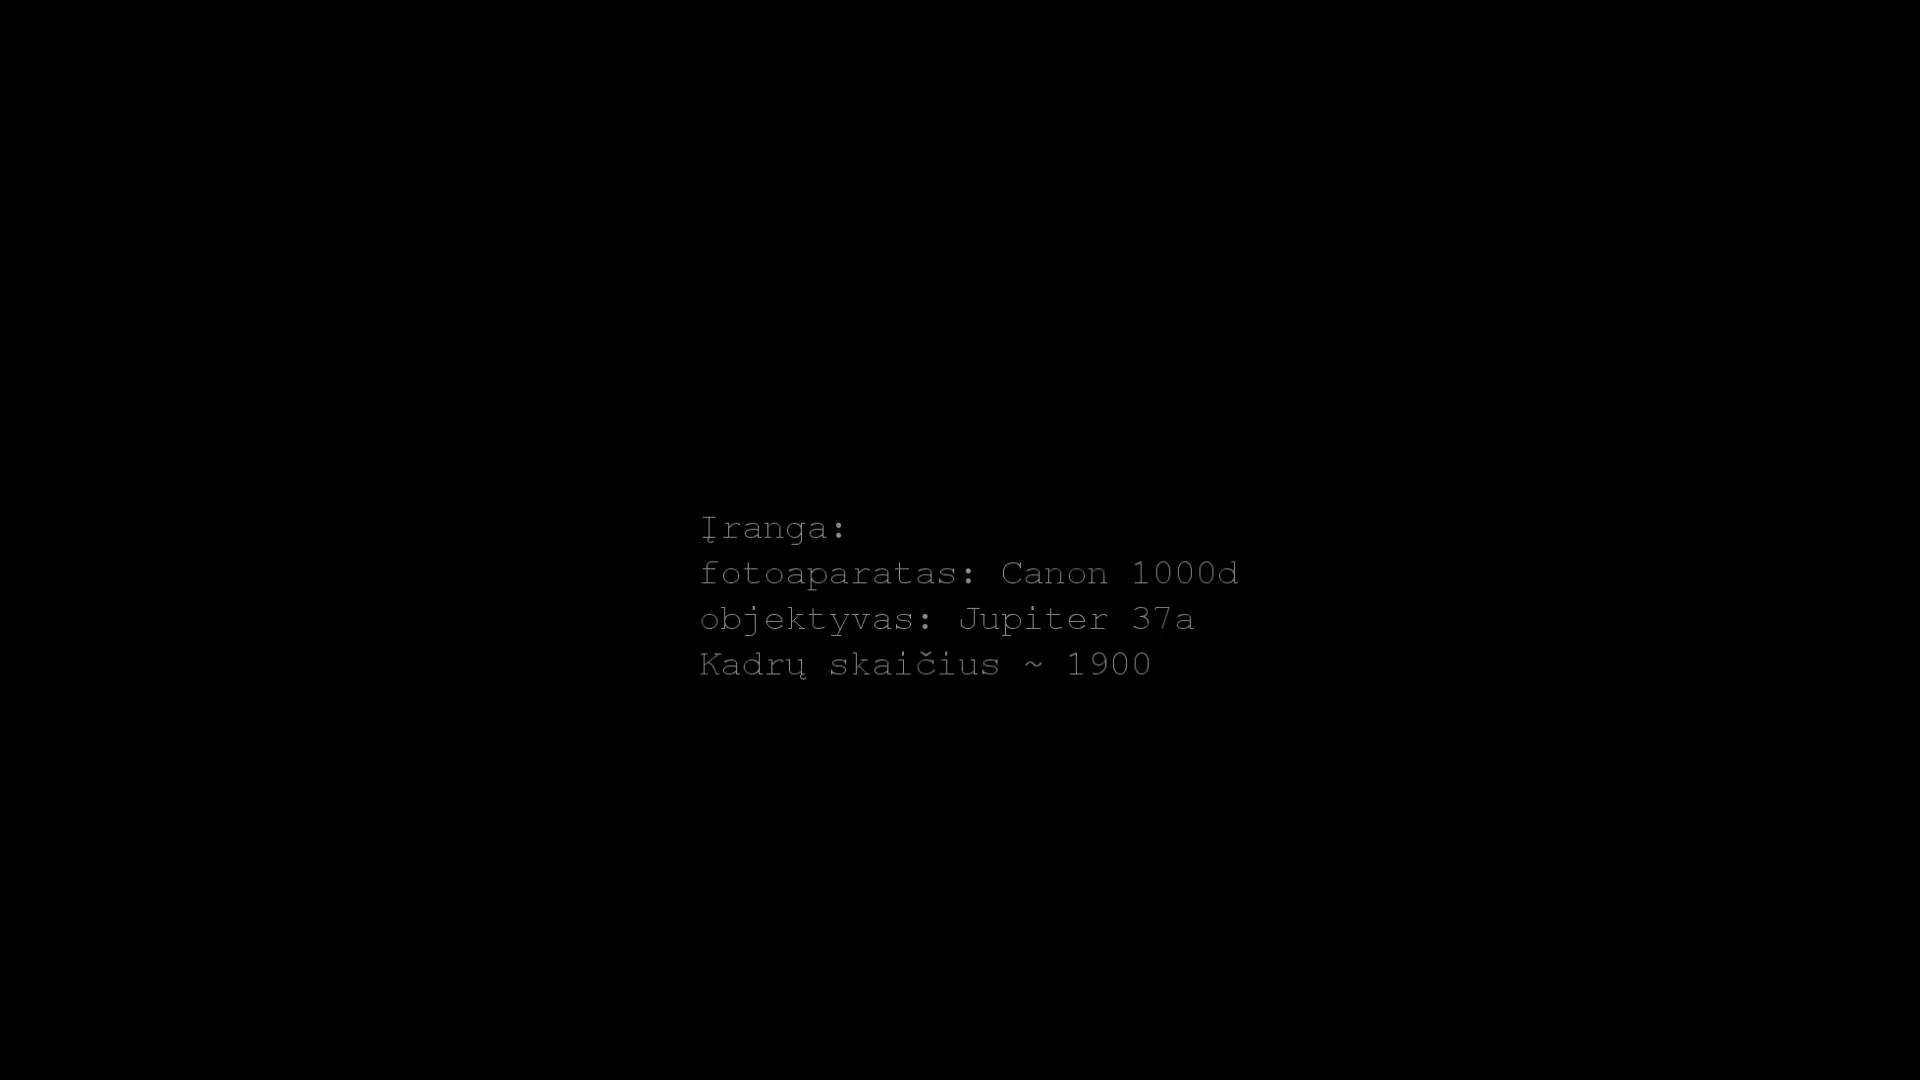 Įranga:
fotoaparatas: Canon 1000d
objektyvas: Jupiter 37a
Kadrų skaičius ~ 1900